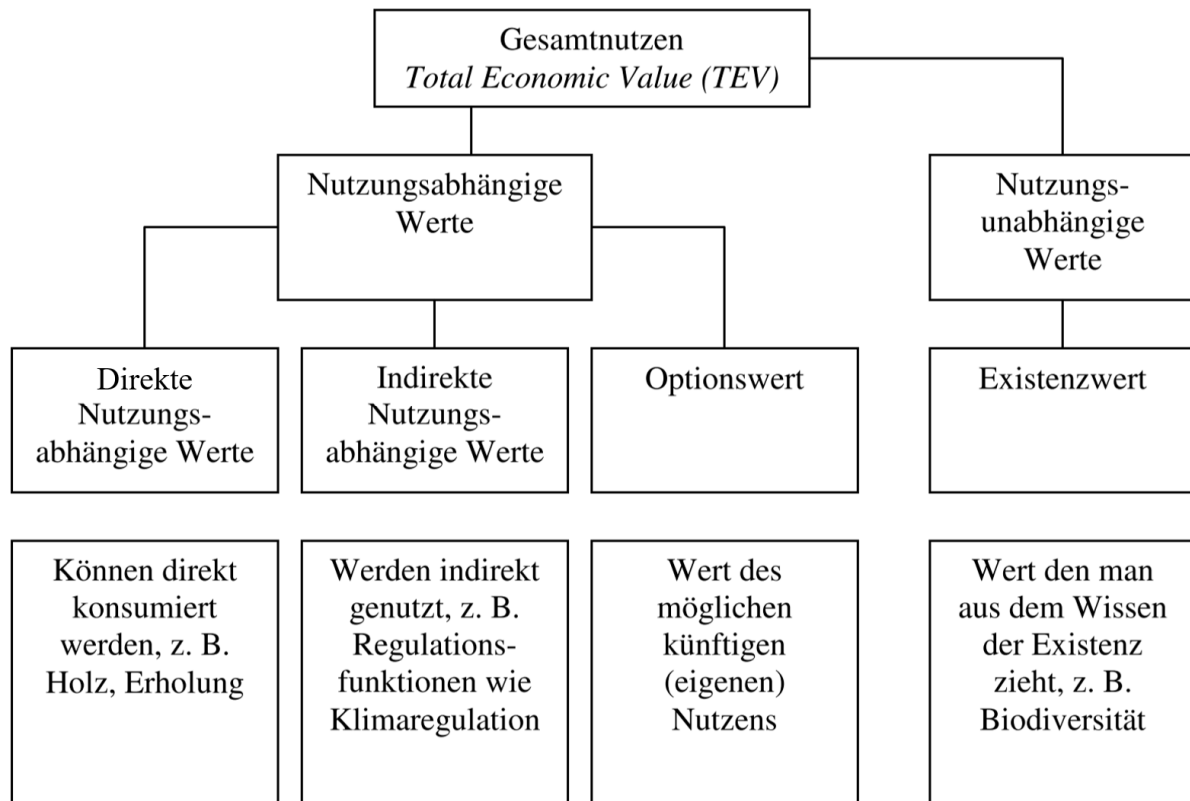 Gesamtnutzen
Total Economic Value (TEV)
Nutzungsabhängige
Werte
Nutzungs-
unabhängige
Werte
Direkte
Nutzungs-
abhängige Werte
Indirekte
Nutzungs-
abhängige Werte
Optionswert
Existenzwert
Können direkt
konsumiert
werden, z. B.
Holz, Erholung
Werden indirekt
genutzt, z. B.
Regulations-
funktionen wie
Klimaregulation
Wert des
möglichen
künftigen
(eigenen)
Nutzens
Wert den man
aus dem Wissen
der Existenz
zieht, z. B.
Biodiversität